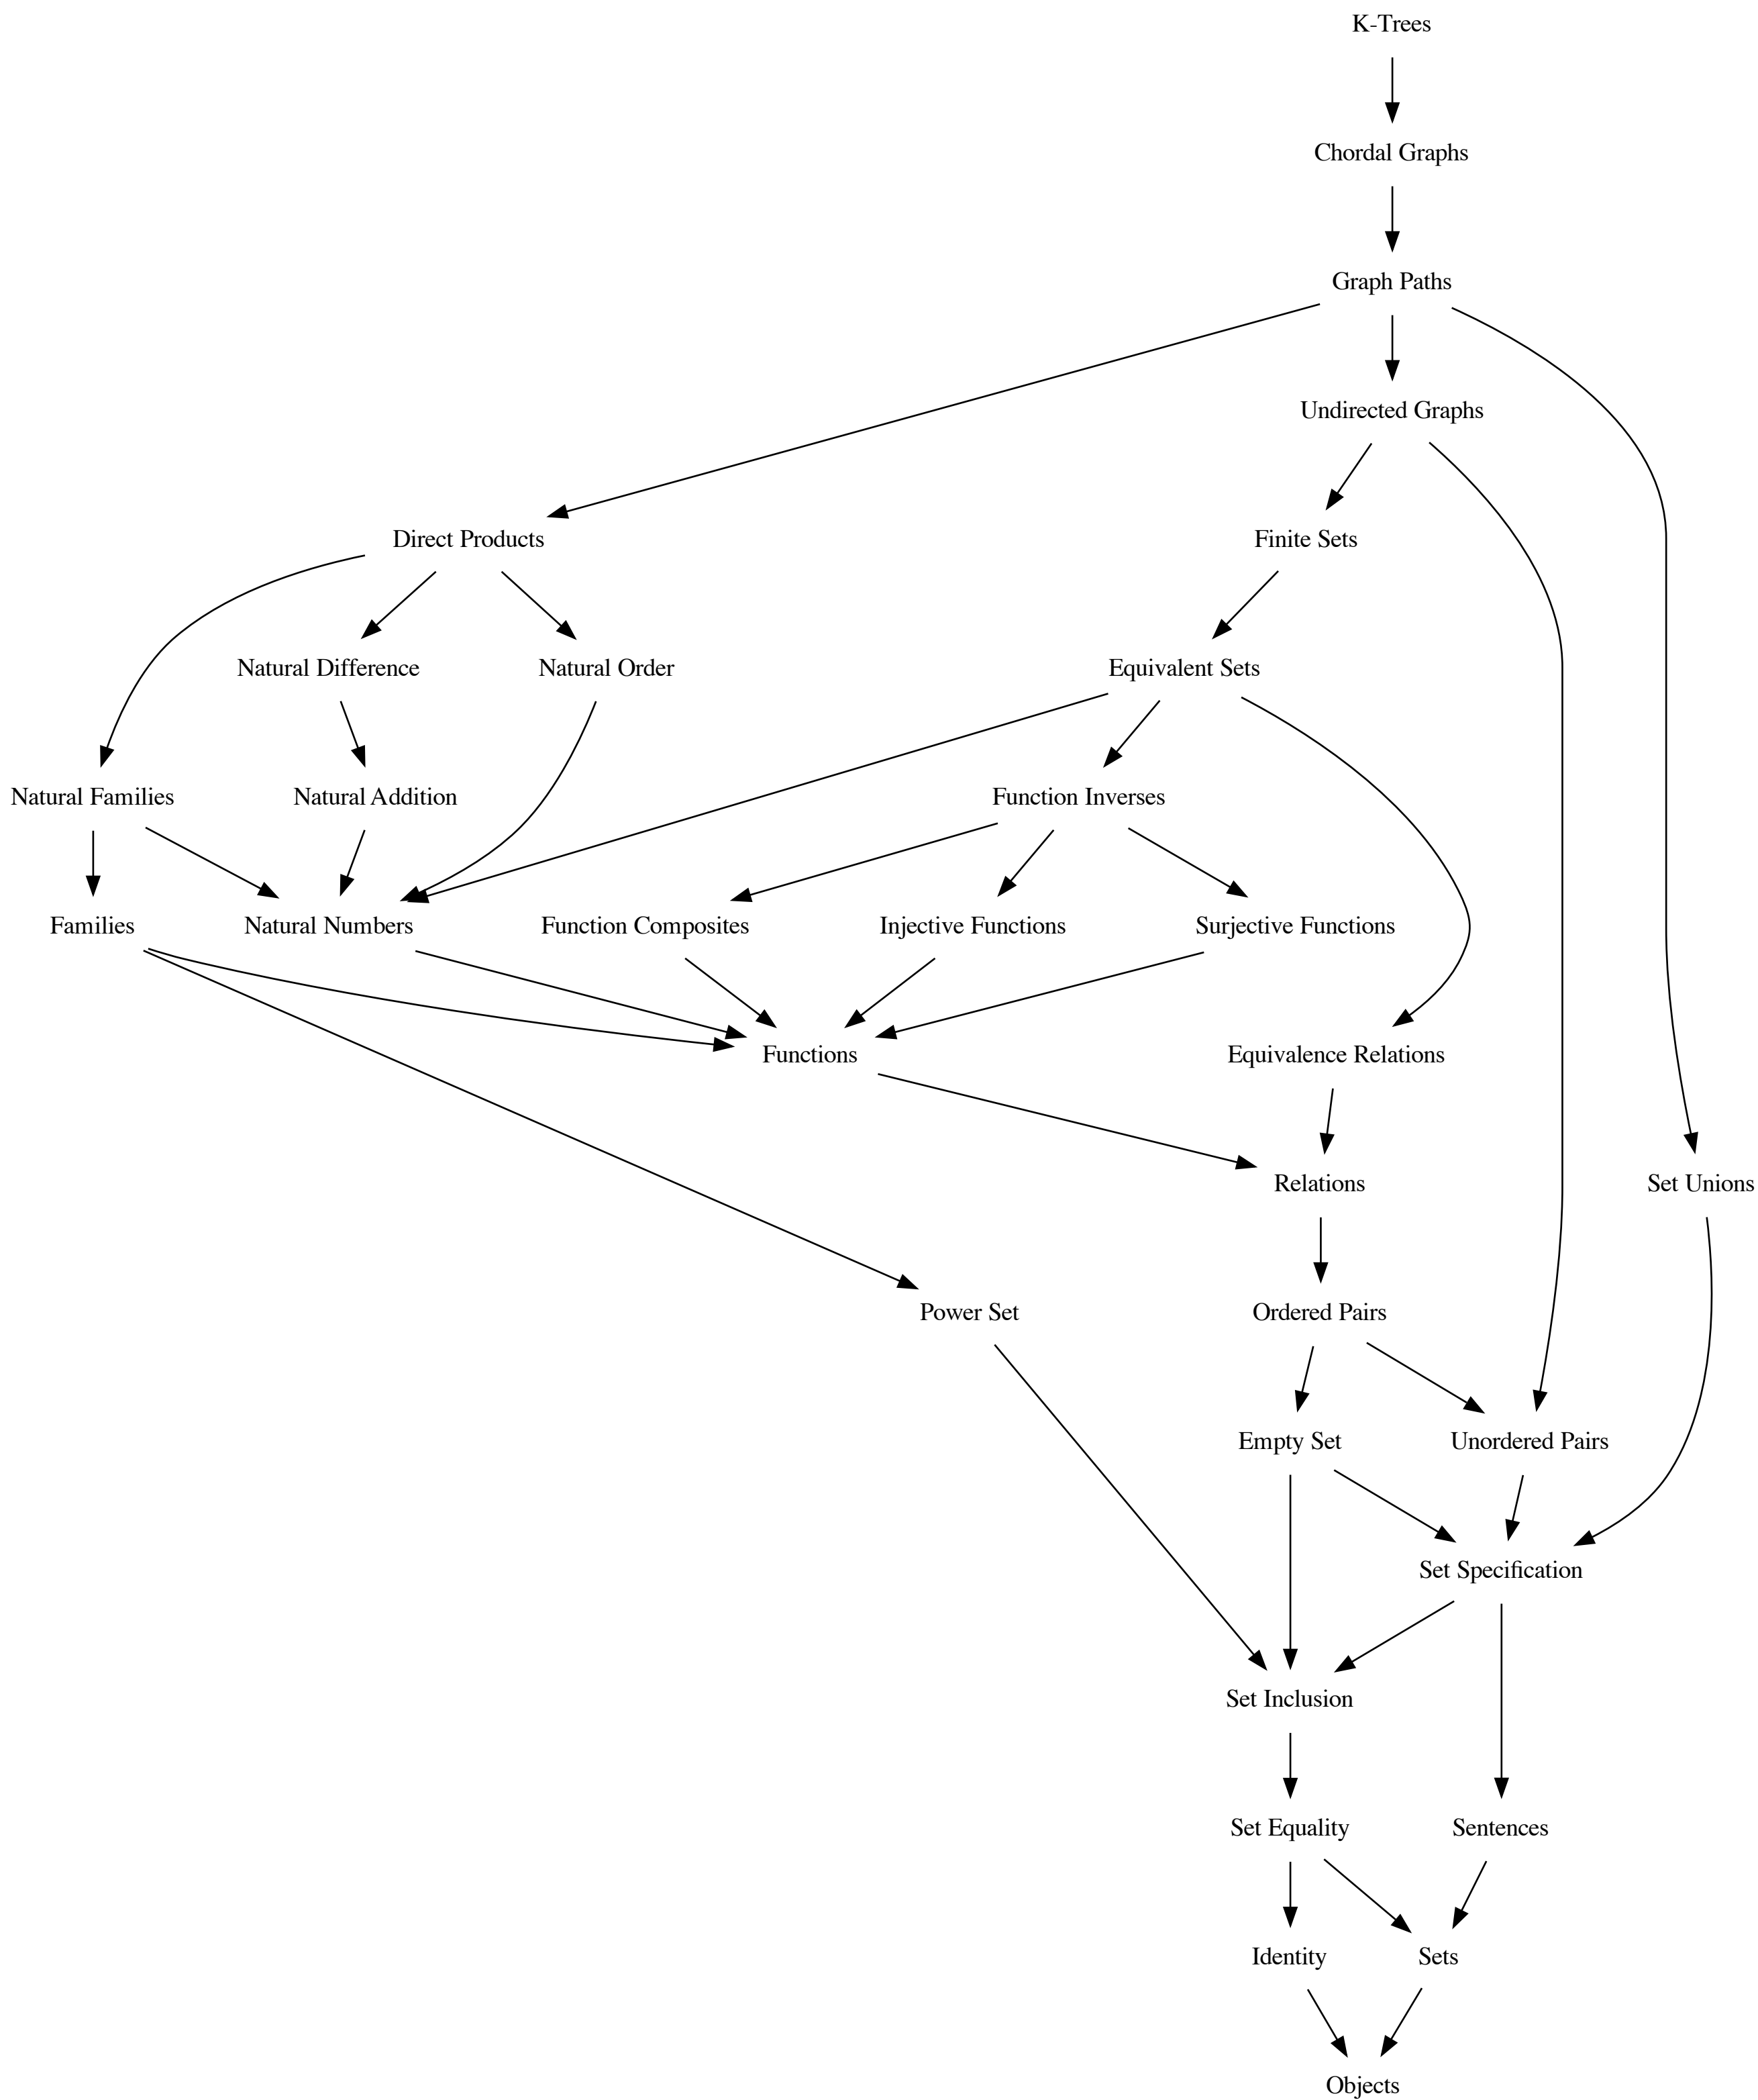 K-Trees
Chordal Graphs
Graph Paths
Undirected Graphs
Direct Products
Finite Sets
Natural Difference
Natural Order
Equivalent Sets
Natural Families
Natural Addition
Function Inverses
Families
Natural Numbers
Function Composites
Injective Functions
Surjective Functions
Functions
Equivalence Relations
Relations
Set Unions
Power Set
Ordered Pairs
Empty Set
Unordered Pairs
Set Specification
Set Inclusion
Set Equality
Sentences
Identity
Sets
Objects